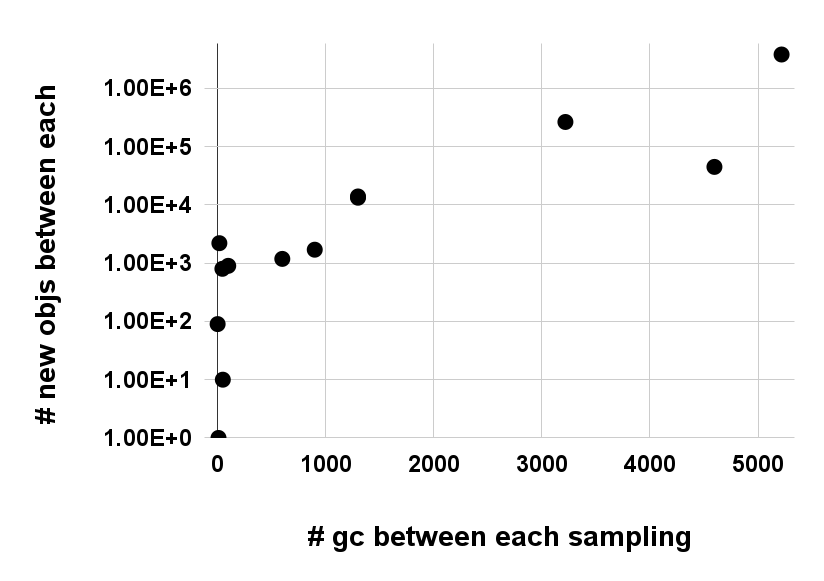 # new objs between each
1.00E+6
1.00E+5
1.00E+4
1.00E+3
1.00E+2
1.00E+1
1.00E+0
0 1000 2000 3000 4000 5000
# gc between each sampling